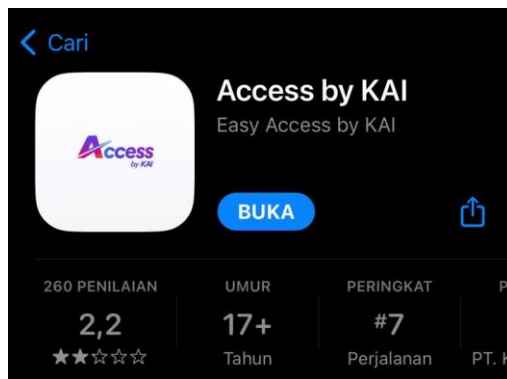 Cari
Access
by KAI
Access by KAI
Easy Access by KAI
BUKA
260 PENILAIAN
2,2
UMUR
17+
Tahun
PERINGKAT
#7
Perjalanan
P
PT. K